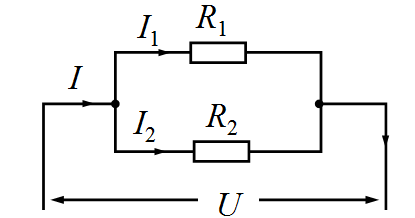 I₁ R₁
I
I₂ R₂
U